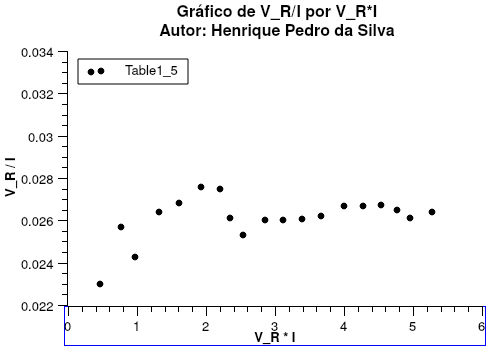 Gráfico de V_R/I por V_R*I
Autor: Henrique Pedro da Silva
0.034
Table1_5
0.032
0.03
0.028
V_R / I
0.026
0.024
0.022
0 1 2 3 4 5 6
V_R * I